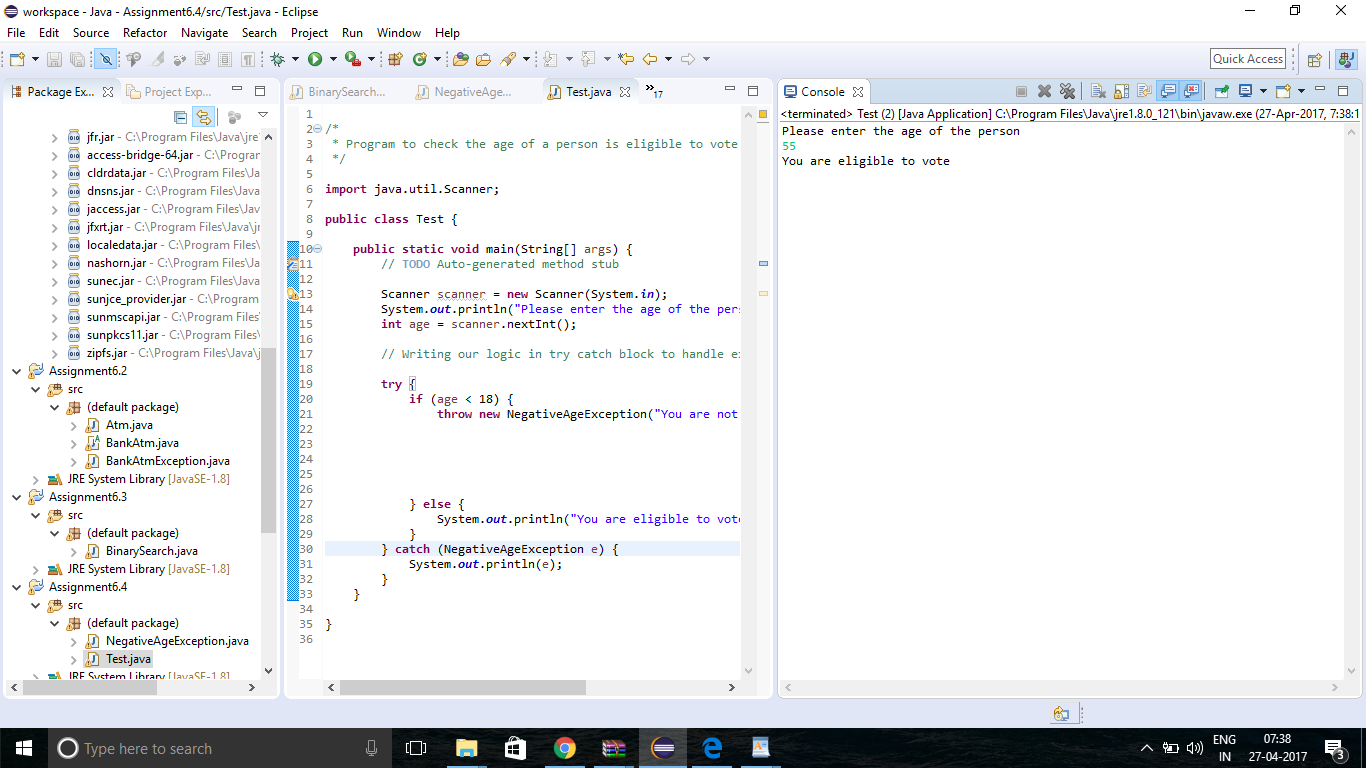 workspace - Java - Assignment6.4/src/Test.java - Eclipse
File Edit Source Refactor Navigate Search Project Run Window Help
Quick Access
Package Ex... Project Exp...
jfr.jar - C:\Program Files\Java\jre
access-bridge-64.jar - C:\Progran
cldrdata.jar - C:\Program Files\Ja
dnsns.jar - C:\Program Files\Java
jaccess.jar - C:\Program Files\Jav
jfxrt.jar - C:\Program Files\Java\jr
localedata.jar - C:\Program Files\
nashorn.jar - C:\Program Files\Ja
sunec.jar - C:\Program Files\Java\
sunjce_provider.jar - C:\Program
sunmscapi.jar - C:\Program Files\
sunpkcs11.jar - C:\Program Files\
zipfs.jar - C:\Program Files\Java\j
Assignment6.2
src
(default package)
Atm.java
BankAtm.java
BankAtmException.java
JRE System Library [JavaSE-1.8]
Assignment6.3
src
(default package)
BinarySearch.java
JRE System Library [JavaSE-1.8]
Assignment6.4
src
(default package)
NegativeAgeException.java
Test.java
JRE System Library [JavaSE-1.8]
BinarySearch... NegativeAge... Test.java »17
1
2 /*
3 * Program to check the age of a person is eligible to vote
4 */
5
6 import java.util.Scanner;
7
8 public class Test {
9
10 public static void main(String[] args) {
11 // TODO Auto-generated method stub
12
13 Scanner scanner = new Scanner(System.in);
14 System.out.println("Please enter the age of the per
15 int age = scanner.nextInt();
16
17 // Writing our logic in try catch block to handle e
18
19 try {
20 if (age < 18) {
21 throw new NegativeAgeException("You are not
22
23
24
25
26
27 } else {
28 System.out.println("You are eligible to vote
29 }
30 } catch (NegativeAgeException e) {
31 System.out.println(e);
32 }
33 }
34
35 }
36
Console
<terminated> Test (2) [Java Application] C:\Program Files\Java\jre1.8.0_121\bin\javaw.exe (27-Apr-2017, 7:38:1
Please enter the age of the person
55
You are eligible to vote
Type here to search
ENG
IN
07:38
27-04-2017
3